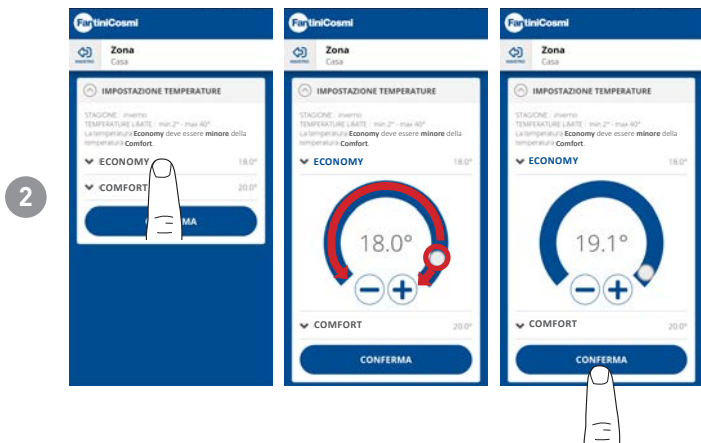 2
FantiniCosmi
INDIETRO
Zona
Casa
IMPOSTAZIONE TEMPERATURE
STAGIONE : inverno
TEMPERATURE LIMITE : min 2° - max 40°
La temperatura Economy deve essere minore della
temperatura Comfort.
ECONOMY 18.0°
COMFORT 20.0°
MA
FantiniCosmi
INDIETRO
Zona
Casa
IMPOSTAZIONE TEMPERATURE
STAGIONE : inverno
TEMPERATURE LIMITE : min 2° - max 40°
La temperatura Economy deve essere minore della
temperatura Comfort.
ECONOMY 18.0°
18.0°
COMFORT 20.0°
CONFERMA
FantiniCosmi
INDIETRO
Zona
Casa
IMPOSTAZIONE TEMPERATURE
STAGIONE : inverno
TEMPERATURE LIMITE : min 2° - max 40°
La temperatura Economy deve essere minore della
temperatura Comfort.
ECONOMY 18.0°
19.1°
COMFORT 20.0°
CONFERMA